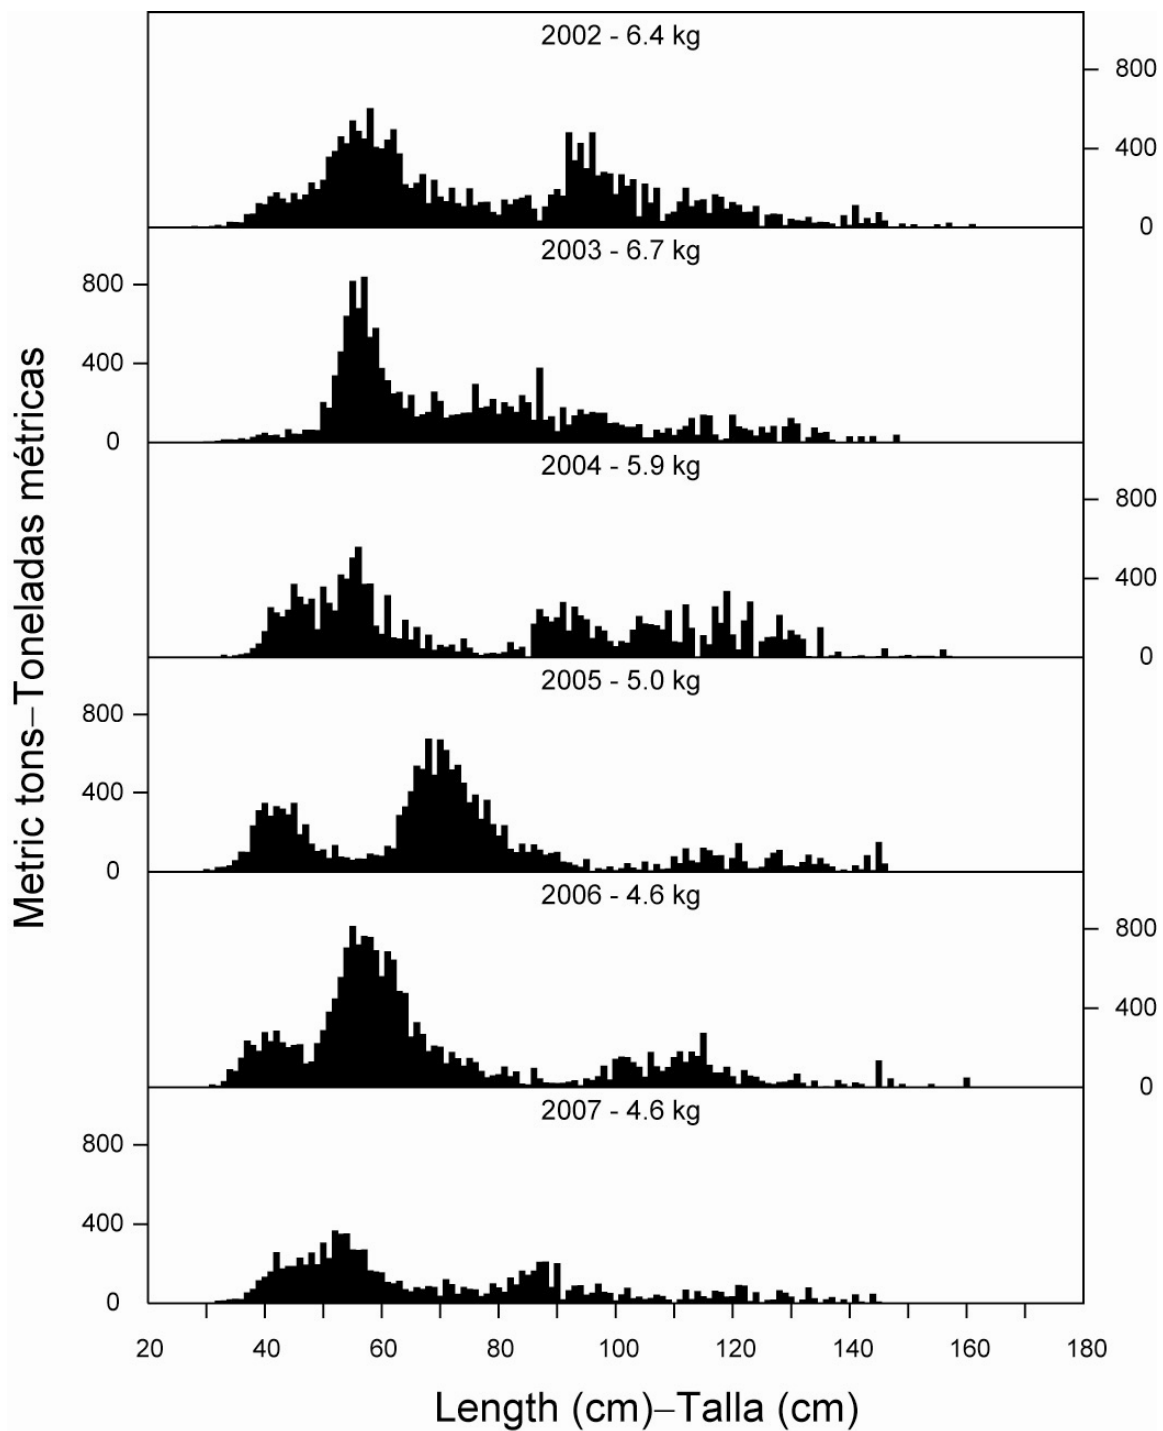 2002 - 6.4 kg
800
400
0
2003 - 6.7 kg
800
400
0
2004 - 5.9 kg
800
400
0
2005 - 5.0 kg
800
400
0
2006 - 4.6 kg
800
400
0
2007 - 4.6 kg
800
400
0
Metric tons–Toneladas métricas
20 40 60 80 100 120 140 160 180
Length (cm)–Talla (cm)